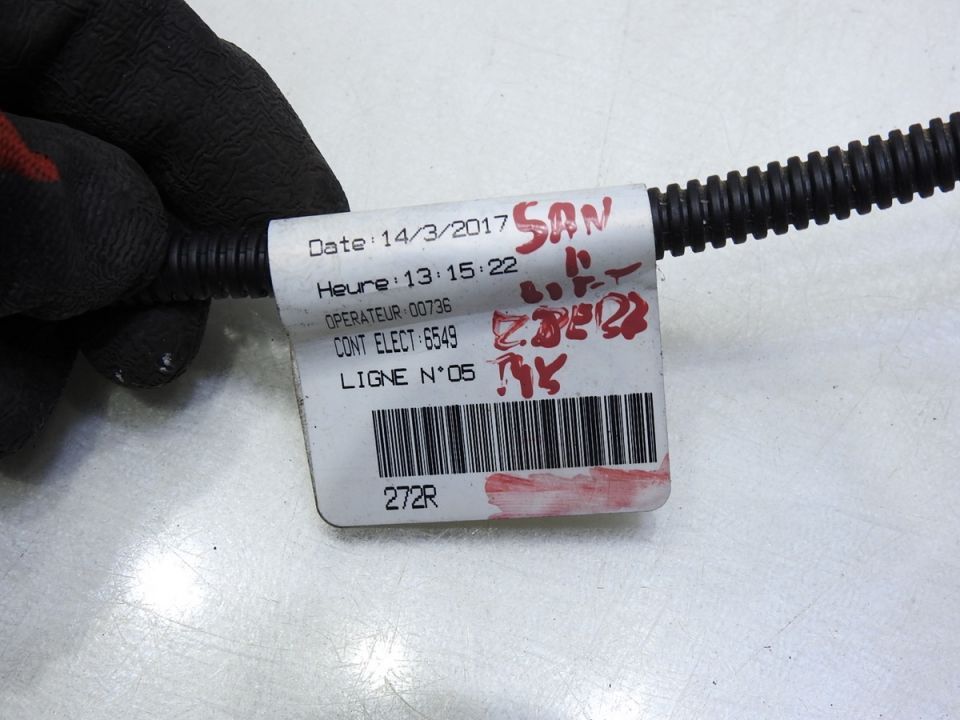 Date:14/3/2017 SAN
Heure:13:15:22
OPERATEUR:00736
CONT ELECT:6549
LIGNE N°05
272R